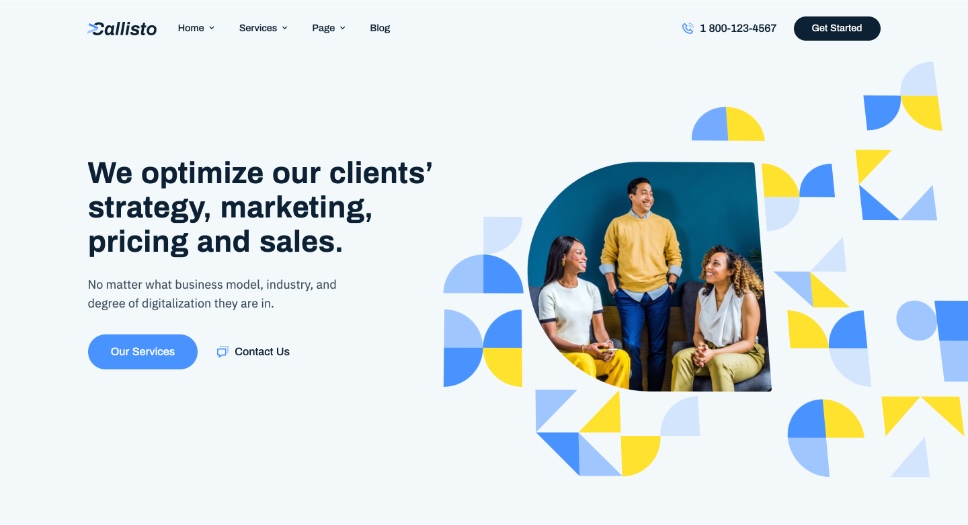 Callisto
Home
Services
Page
Blog
1 800-123-4567
Get Started
We optimize our clients’
strategy, marketing,
pricing and sales.
No matter what business model, industry, and
degree of digitalization they are in.
Our Services
Contact Us